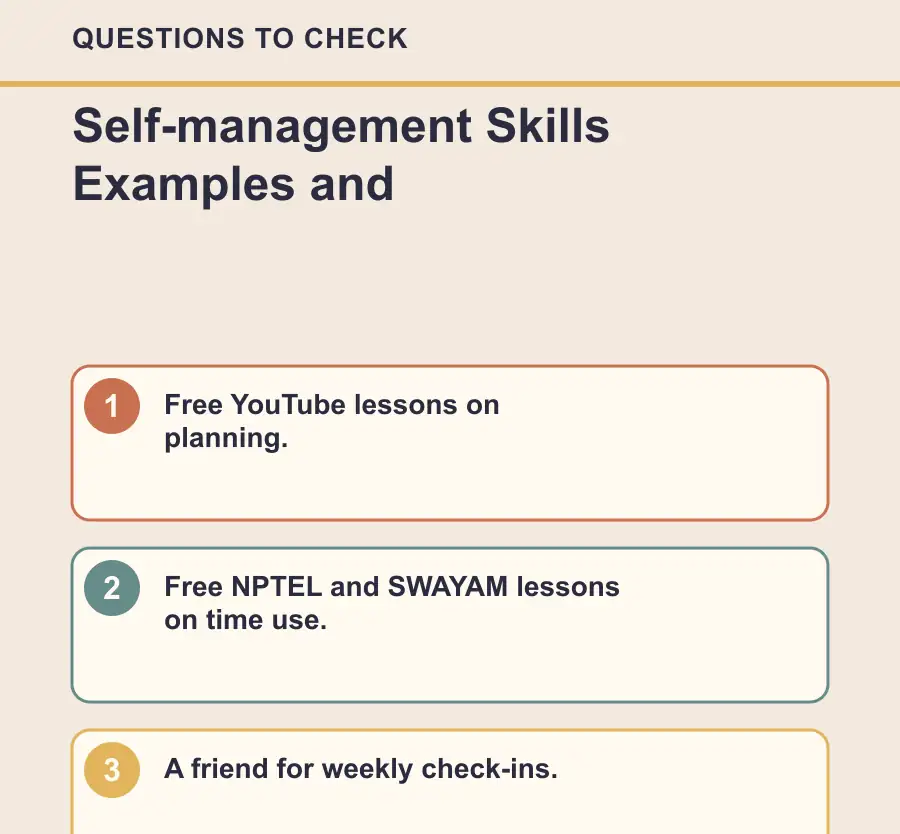 QUESTIONS TO CHECK
Self-management Skills
Examples and
1
Free YouTube lessons on
planning.
2
Free NPTEL and SWAYAM lessons
on time use.
3
A friend for weekly check-ins.